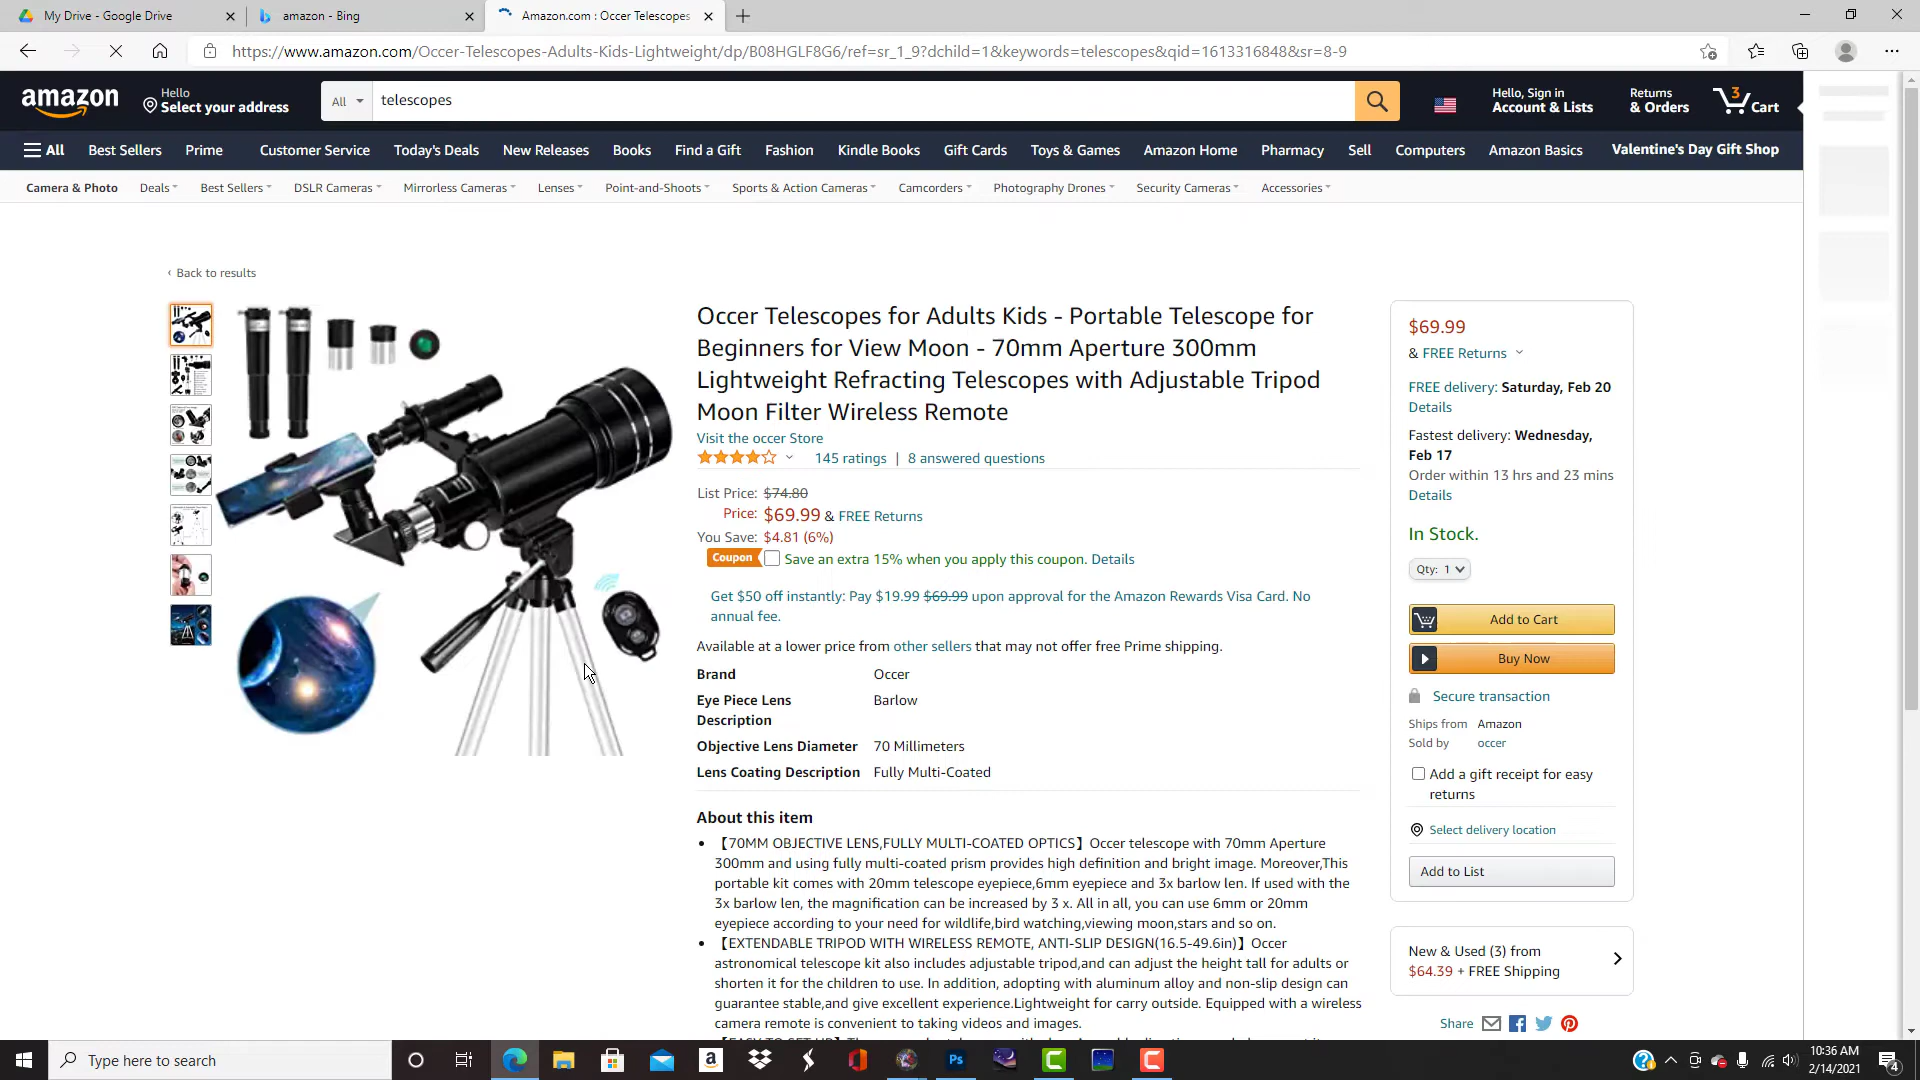 My Drive - Google Drive
amazon - Bing
Amazon.com : Occer Telescopes
https://www.amazon.com/Occer-Telescopes-Adults-Kids-Lightweight/dp/B08HGLF8G6/ref=sr_1_9?dchild=1&keywords=telescopes&qid=1613316848&sr=8-9
amazon
Hello
Select your address
All
telescopes
Hello, Sign in
Account & Lists
Returns
& Orders
3
Cart
All
Best Sellers
Prime
Customer Service
Today's Deals
New Releases
Books
Find a Gift
Fashion
Kindle Books
Gift Cards
Toys & Games
Amazon Home
Pharmacy
Sell
Computers
Amazon Basics
Valentine's Day Gift Shop
Camera & Photo
Deals
Best Sellers
DSLR Cameras
Mirrorless Cameras
Lenses
Point-and-Shoots
Sports & Action Cameras
Camcorders
Photography Drones
Security Cameras
Accessories
‹ Back to results
Occer Telescopes for Adults Kids - Portable Telescope for
Beginners for View Moon - 70mm Aperture 300mm
Lightweight Refracting Telescopes with Adjustable Tripod
Moon Filter Wireless Remote
Visit the occer Store
145 ratings | 8 answered questions
List Price: $74.80
Price: $69.99 & FREE Returns
You Save: $4.81 (6%)
Coupon Save an extra 15% when you apply this coupon. Details
Get $50 off instantly: Pay $19.99 $69.99 upon approval for the Amazon Rewards Visa Card. No
annual fee.
Available at a lower price from other sellers that may not offer free Prime shipping.
Brand Occer
Eye Piece Lens Barlow
Description
Objective Lens Diameter 70 Millimeters
Lens Coating Description Fully Multi-Coated
About this item
• 【70MM OBJECTIVE LENS,FULLY MULTI-COATED OPTICS】Occer telescope with 70mm Aperture
300mm and using fully multi-coated prism provides high definition and bright image. Moreover,This
portable kit comes with 20mm telescope eyepiece,6mm eyepiece and 3x barlow len. If used with the
3x barlow len, the magnification can be increased by 3 x. All in all, you can use 6mm or 20mm
eyepiece according to your need for wildlife,bird watching,viewing moon,stars and so on.
• 【EXTENDABLE TRIPOD WITH WIRELESS REMOTE, ANTI-SLIP DESIGN(16.5-49.6in)】Occer
astronomical telescope kit also includes adjustable tripod,and can adjust the height tall for adults or
shorten it for the children to use. In addition, adopting with aluminum alloy and non-slip design can
guarantee stable,and give excellent experience.Lightweight for carry outside. Equipped with a wireless
camera remote is convenient to taking videos and images.
$69.99
& FREE Returns
FREE delivery: Saturday, Feb 20
Details
Fastest delivery: Wednesday,
Feb 17
Order within 13 hrs and 23 mins
Details
In Stock.
Qty: 1
Add to Cart
Buy Now
Secure transaction
Ships from Amazon
Sold by occer
Add a gift receipt for easy
returns
Select delivery location
Add to List
New & Used (3) from
$64.39 + FREE Shipping
Share
Type here to search
a
Ps
C
C
10:36 AM
2/14/2021
4